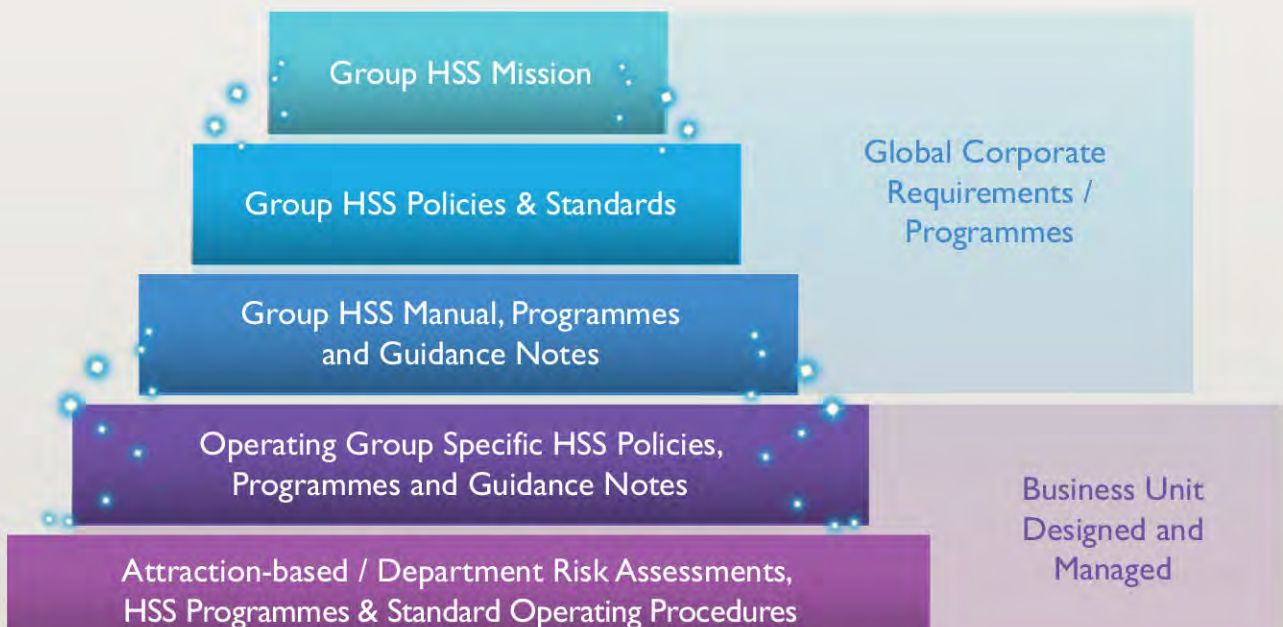 Group HSS Mission
Group HSS Policies & Standards
Global Corporate
Requirements /
Programmes
Group HSS Manual, Programmes
and Guidance Notes
Operating Group Specific HSS Policies,
Programmes and Guidance Notes
Business Unit
Designed and
Managed
Attraction-based / Department Risk Assessments,
HSS Programmes & Standard Operating Procedures